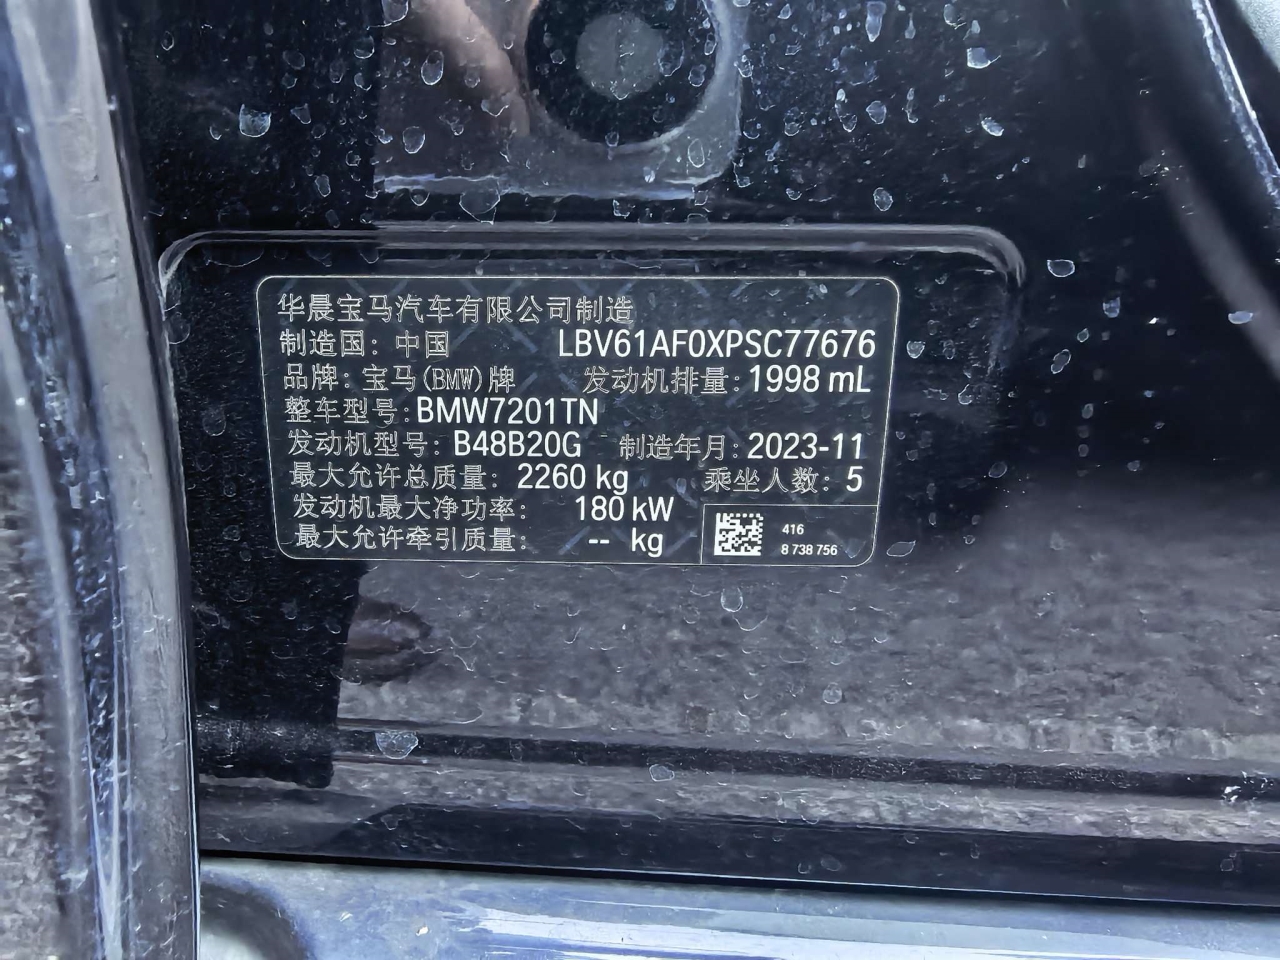 华晨宝马汽车有限公司制造
制造国：中国 LBV61AF0XPSC77676
品牌：宝马(BMW)牌 发动机排量：1998 mL
整车型号：BMW7201TN
发动机型号：B48B20G 制造年月：2023-11
最大允许总质量：2260 kg 乘坐人数：5
发动机最大净功率：180 kW
最大允许牵引质量：-- kg
416
8 738 756